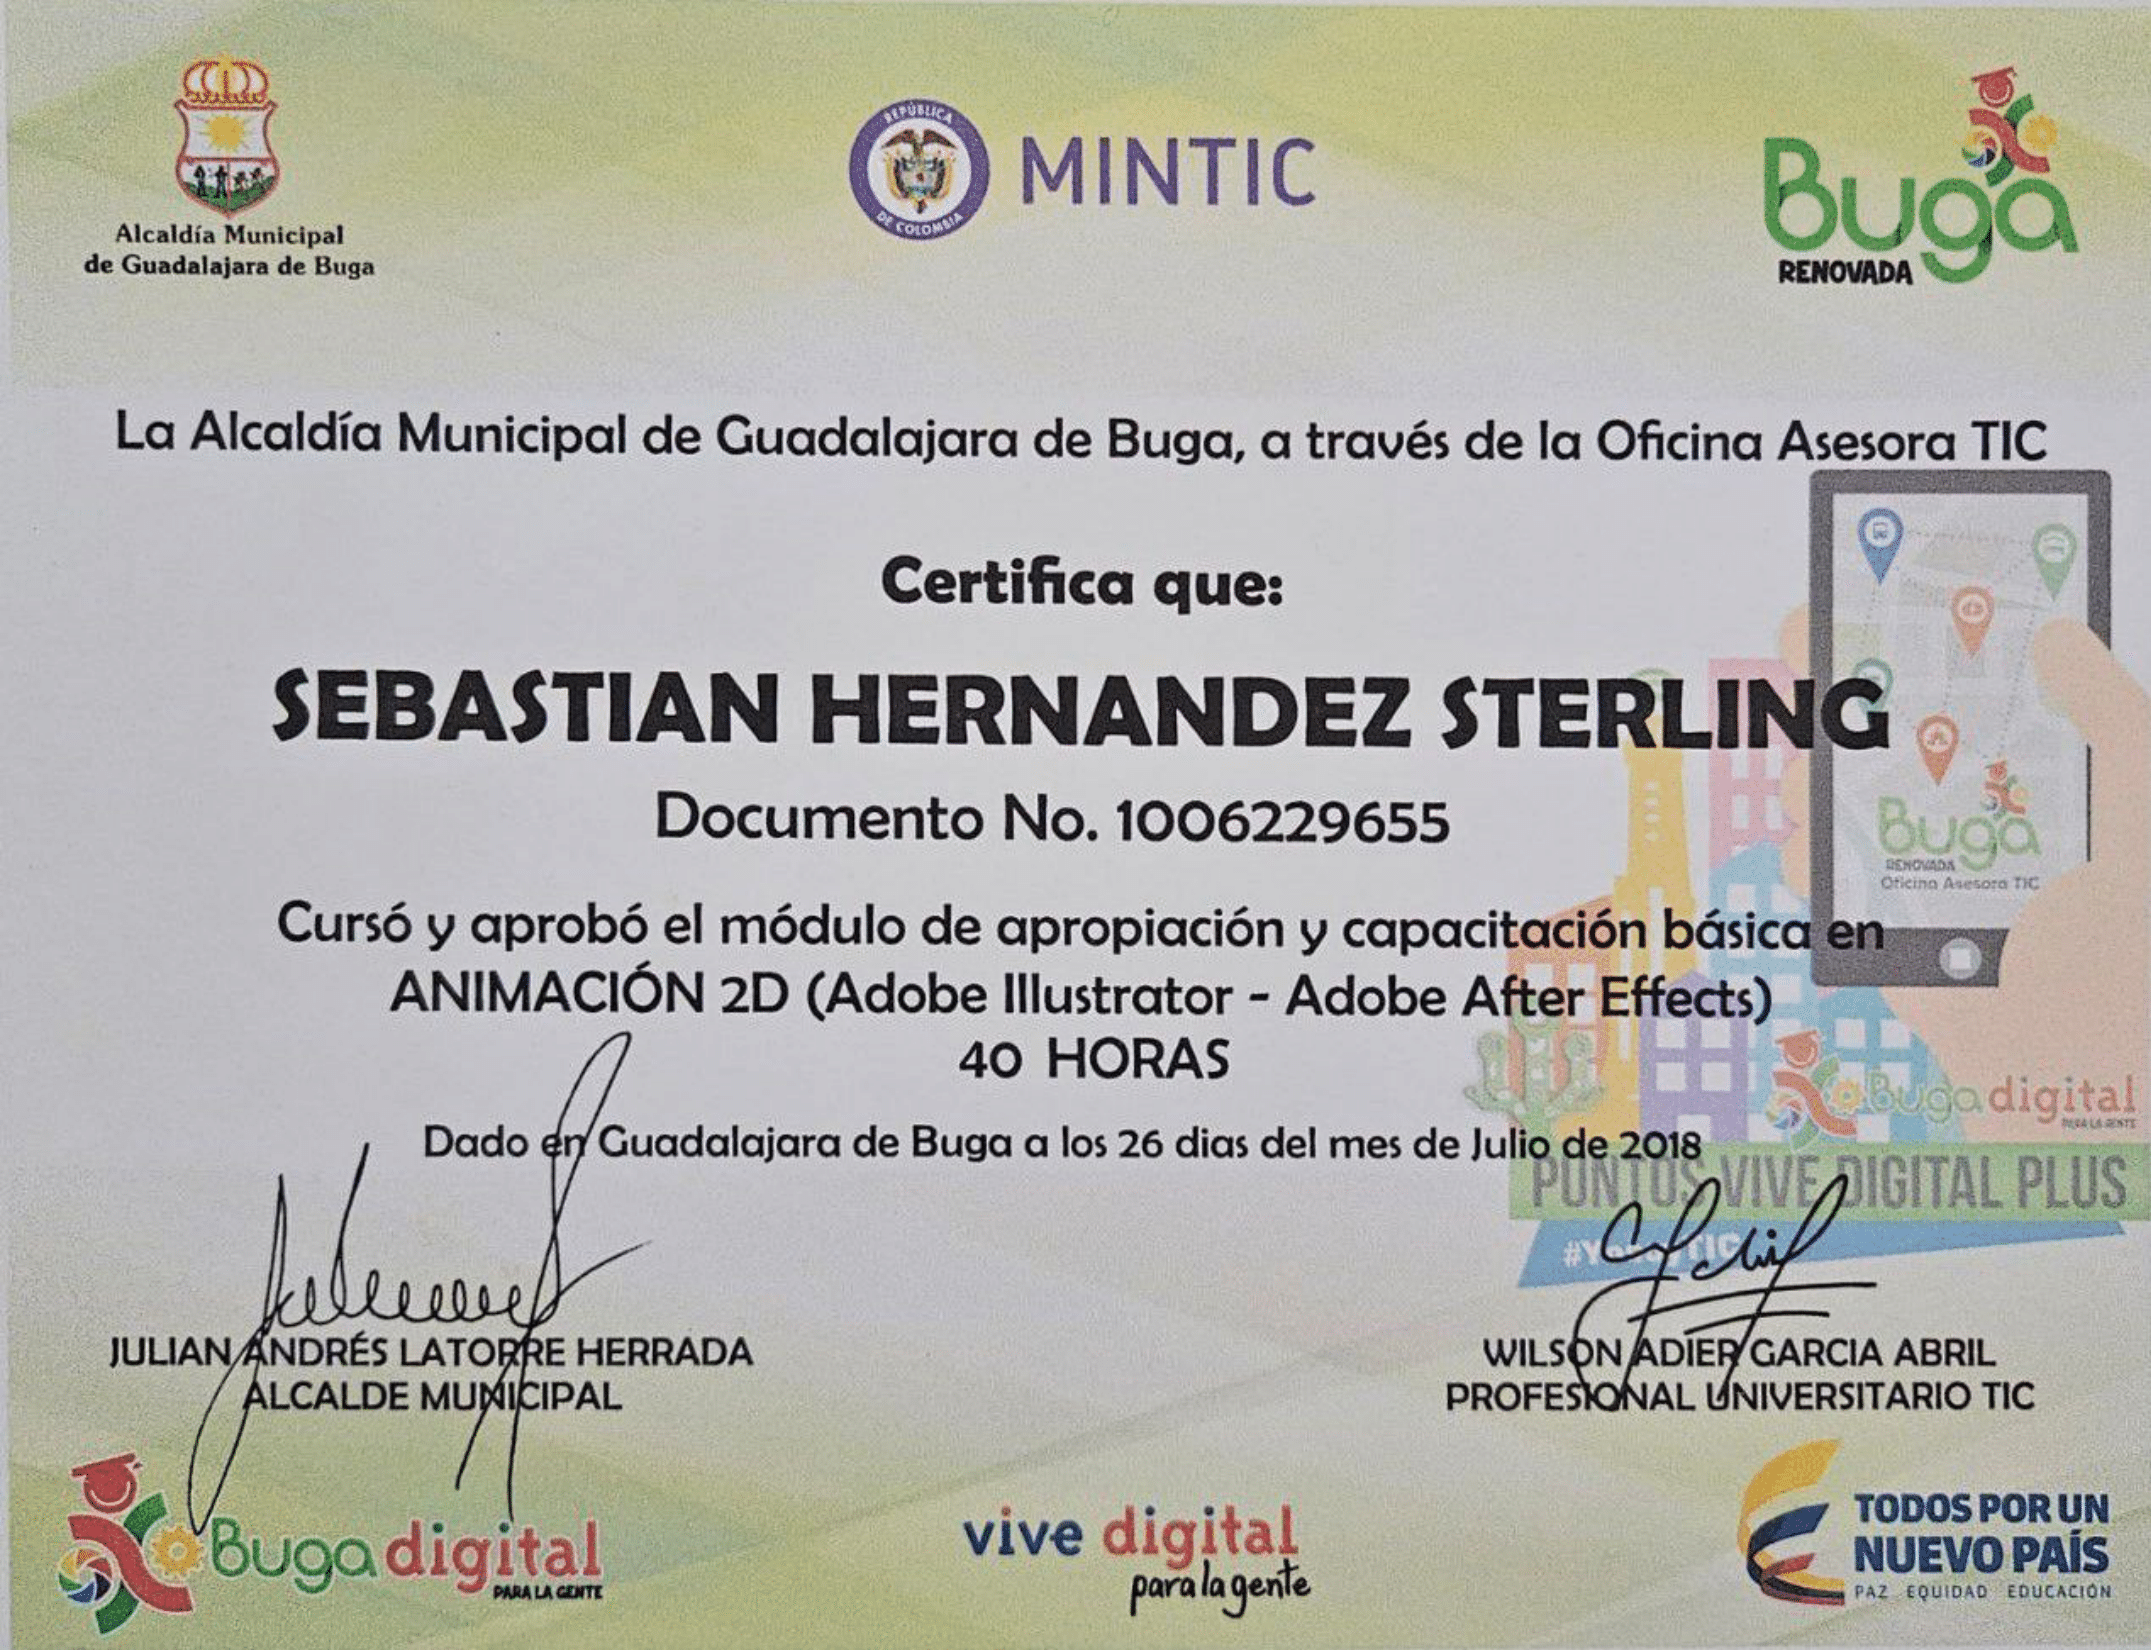 REPÚBLICA
DE COLOMBIA
MINTIC
Alcaldía Municipal
de Guadalajara de Buga
Buga
RENOVADA
La Alcaldía Municipal de Guadalajara de Buga, a través de la Oficina Asesora TIC
Certifica que:
SEBASTIAN HERNANDEZ STERLING
Documento No. 1006229655
Buga
RENOVADA
Oficina Asesora TIC
Cursó y aprobó el módulo de apropiación y capacitación básica en
ANIMACIÓN 2D (Adobe Illustrator - Adobe After Effects)
40 HORAS
Buga digital
PARA LA GENTE
Dado en Guadalajara de Buga a los 26 dias del mes de Julio de 2018
PUNTOS VIVE DIGITAL PLUS
JULIAN ANDRÉS LATORRE HERRADA
ALCALDE MUNICIPAL
WILSON ADIER GARCIA ABRIL
PROFESIONAL UNIVERSITARIO TIC
Buga digital
PARA LA GENTE
vive digital
para la gente
TODOS POR UN
NUEVO PAÍS
PAZ EQUIDAD EDUCACIÓN